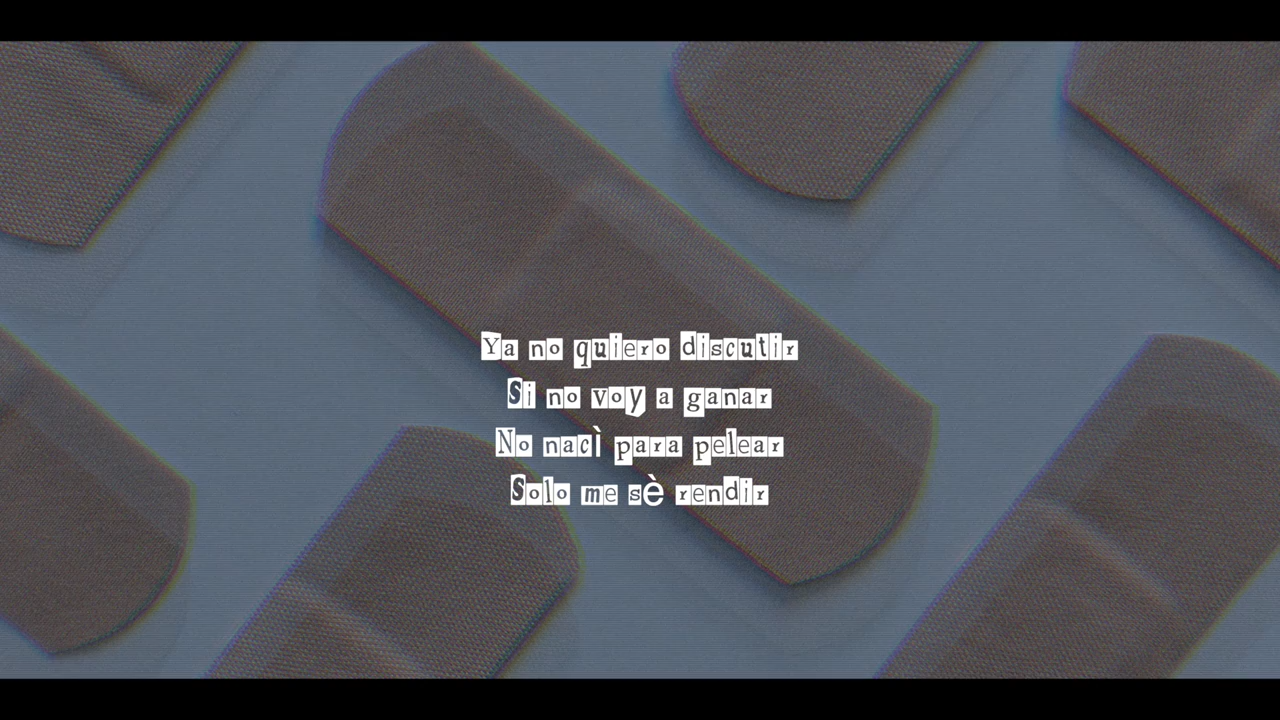 Ya no quiero discutir
Si no voy a ganar
No nacì para pelear
Solo me sè rendir